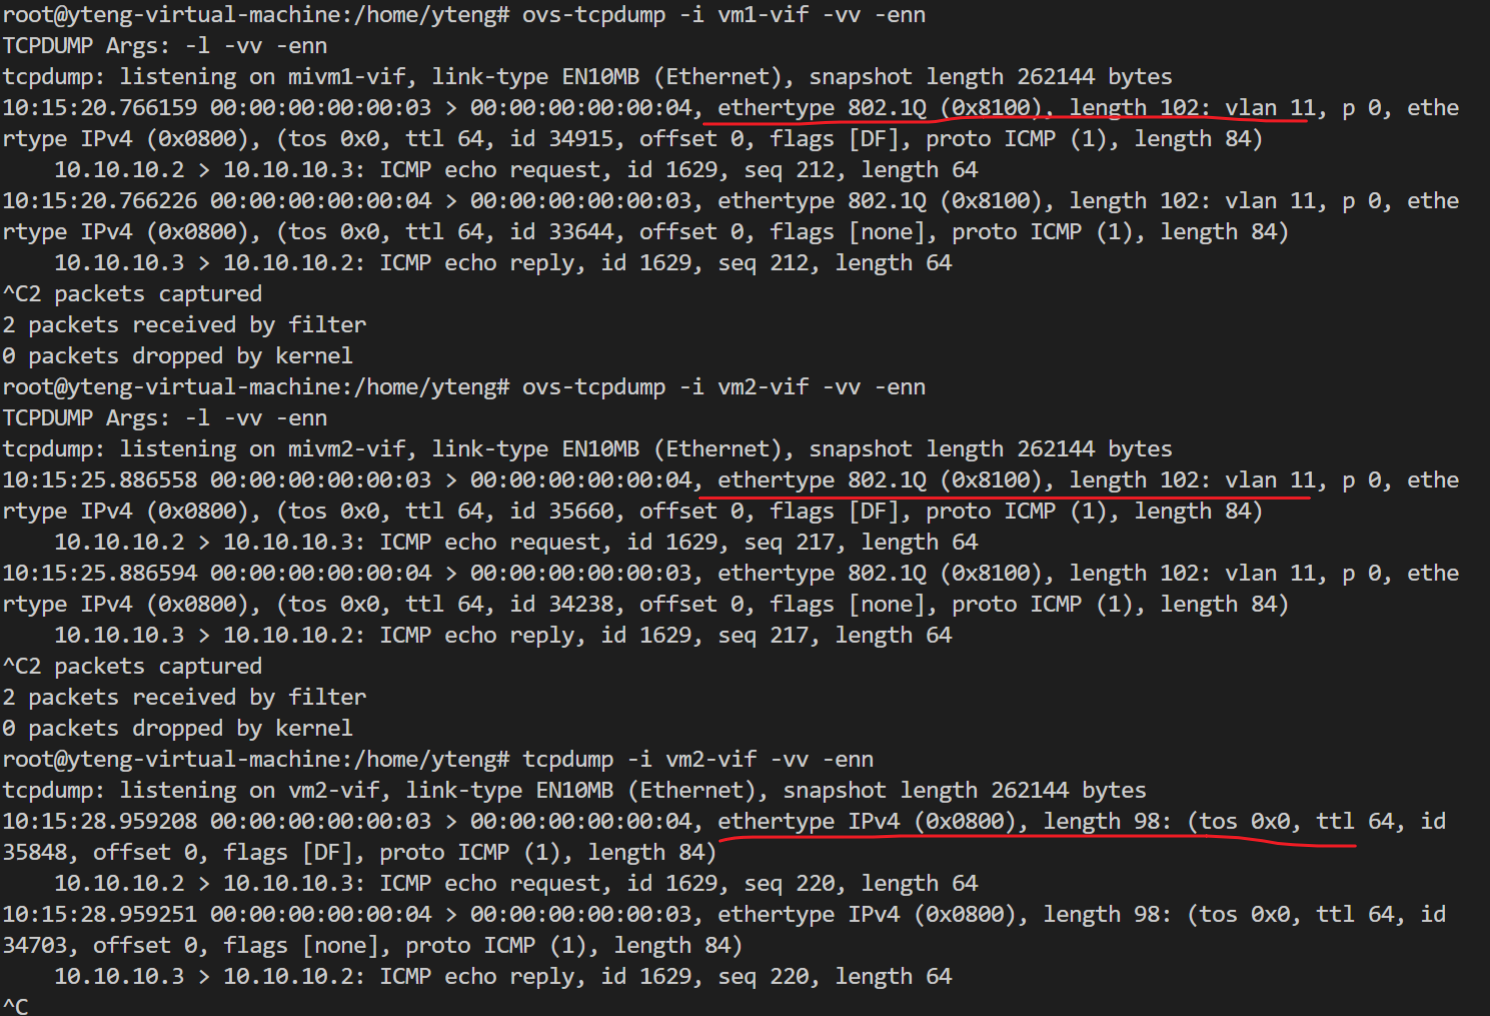 root@yteng-virtual-machine:/home/yteng# ovs-tcpdump -i vm1-vif -vv -enn
TCPDUMP Args: -l -vv -enn
tcpdump: listening on mivm1-vif, link-type EN10MB (Ethernet), snapshot length 262144 bytes
10:15:20.766159 00:00:00:00:00:03 > 00:00:00:00:00:04, ethertype 802.1Q (0x8100), length 102: vlan 11, p 0, ethe
rtype IPv4 (0x0800), (tos 0x0, ttl 64, id 34915, offset 0, flags [DF], proto ICMP (1), length 84)
    10.10.10.2 > 10.10.10.3: ICMP echo request, id 1629, seq 212, length 64
10:15:20.766226 00:00:00:00:00:04 > 00:00:00:00:00:03, ethertype 802.1Q (0x8100), length 102: vlan 11, p 0, ethe
rtype IPv4 (0x0800), (tos 0x0, ttl 64, id 33644, offset 0, flags [none], proto ICMP (1), length 84)
    10.10.10.3 > 10.10.10.2: ICMP echo reply, id 1629, seq 212, length 64
^C2 packets captured
2 packets received by filter
0 packets dropped by kernel
root@yteng-virtual-machine:/home/yteng# ovs-tcpdump -i vm2-vif -vv -enn
TCPDUMP Args: -l -vv -enn
tcpdump: listening on mivm2-vif, link-type EN10MB (Ethernet), snapshot length 262144 bytes
10:15:25.886558 00:00:00:00:00:03 > 00:00:00:00:00:04, ethertype 802.1Q (0x8100), length 102: vlan 11, p 0, ethe
rtype IPv4 (0x0800), (tos 0x0, ttl 64, id 35660, offset 0, flags [DF], proto ICMP (1), length 84)
    10.10.10.2 > 10.10.10.3: ICMP echo request, id 1629, seq 217, length 64
10:15:25.886594 00:00:00:00:00:04 > 00:00:00:00:00:03, ethertype 802.1Q (0x8100), length 102: vlan 11, p 0, ethe
rtype IPv4 (0x0800), (tos 0x0, ttl 64, id 34238, offset 0, flags [none], proto ICMP (1), length 84)
    10.10.10.3 > 10.10.10.2: ICMP echo reply, id 1629, seq 217, length 64
^C2 packets captured
2 packets received by filter
0 packets dropped by kernel
root@yteng-virtual-machine:/home/yteng# tcpdump -i vm2-vif -vv -enn
tcpdump: listening on vm2-vif, link-type EN10MB (Ethernet), snapshot length 262144 bytes
10:15:28.959208 00:00:00:00:00:03 > 00:00:00:00:00:04, ethertype IPv4 (0x0800), length 98: (tos 0x0, ttl 64, id
35848, offset 0, flags [DF], proto ICMP (1), length 84)
    10.10.10.2 > 10.10.10.3: ICMP echo request, id 1629, seq 220, length 64
10:15:28.959251 00:00:00:00:00:04 > 00:00:00:00:00:03, ethertype IPv4 (0x0800), length 98: (tos 0x0, ttl 64, id
34703, offset 0, flags [none], proto ICMP (1), length 84)
    10.10.10.3 > 10.10.10.2: ICMP echo reply, id 1629, seq 220, length 64
^C